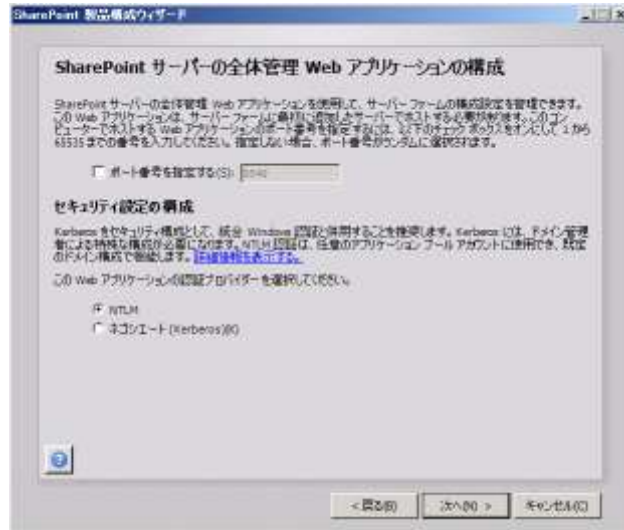 SharePoint 製品構成ウィザード
SharePoint サーバーの全体管理 Web アプリケーションの構成
SharePoint サーバーの全体管理 Web アプリケーションを使用して、サーバー ファームの構成設定を管理できます。
この Web アプリケーションは、サーバー ファームに最初に追加したサーバーでホストする必要があります。このコン
ピューターでホストする Web アプリケーションのポート番号を指定するには、以下のチェック ボックスをオンにして 1 から
65535 までの番号を入力してください。指定しない場合、ポート番号がランダムに選択されます。
ポート番号を指定する(S):
セキュリティ設定の構成
Kerberos をセキュリティ構成として、統合 Windows 認証と併用することを推奨します。Kerberos には、ドメイン管理
者による特殊な構成が必要になります。NTLM 認証は、任意のアプリケーション プール アカウントに使用でき、既定
のドメイン構成で機能します。詳細情報を表示する。
この Web アプリケーションの認証プロバイダーを選択してください。
NTLM
ネゴシエート (Kerberos)(K)
< 戻る(B) 次へ(N) > キャンセル(C)